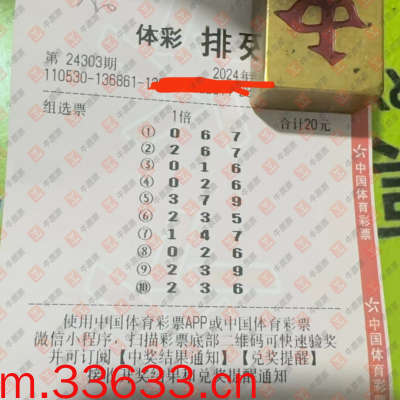 体彩 排列
第 24303期
110530-136861-1 2024年
组选票 1倍 合计20元
① 0 6 7
② 2 6 7
③ 0 1 6
④ 0 2 6
⑤ 3 7 9
⑥ 2 3 5
⑦ 1 4 7
⑧ 0 2 6
⑨ 2 3 9
⑩ 2 3 6
中国体育彩票
中国体育彩票
使用中国体育彩票APP或中国体育彩票
微信小程序，扫描彩票底部二维码可快速验奖
并可订阅【中奖结果通知】【兑奖提醒】
m.33633.cn